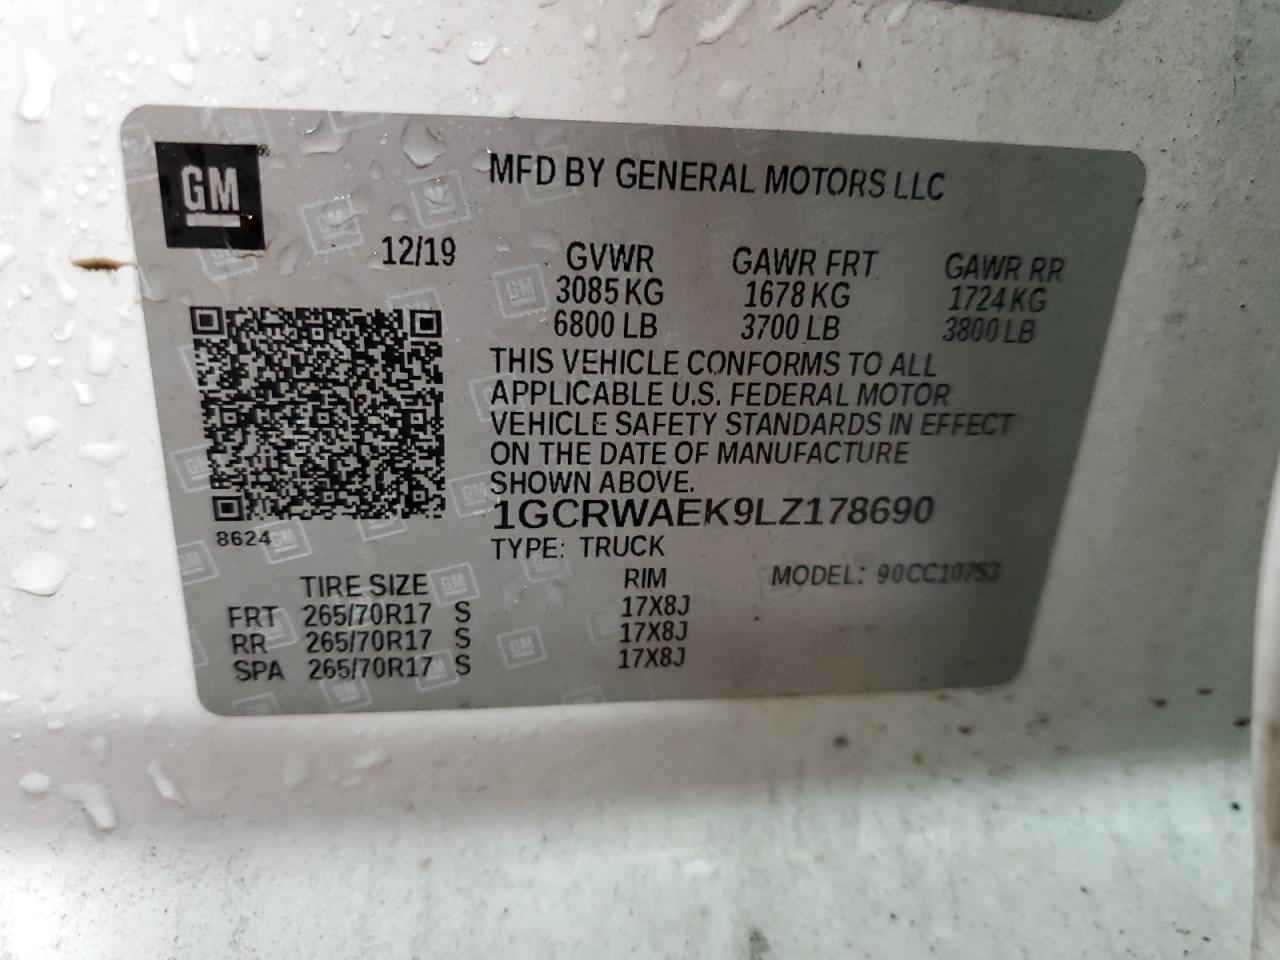 GM
MFD BY GENERAL MOTORS LLC
12/19
GVWR GAWR FRT GAWR RR
3085 KG 1678 KG 1724 KG
6800 LB 3700 LB 3800 LB
THIS VEHICLE CONFORMS TO ALL
APPLICABLE U.S. FEDERAL MOTOR
VEHICLE SAFETY STANDARDS IN EFFECT
ON THE DATE OF MANUFACTURE
SHOWN ABOVE.
1GCRWAEK9LZ178690
8624
TYPE: TRUCK
TIRE SIZE RIM MODEL: 90CC10753
FRT 265/70R17 S 17X8J
RR 265/70R17 S 17X8J
SPA 265/70R17 S 17X8J